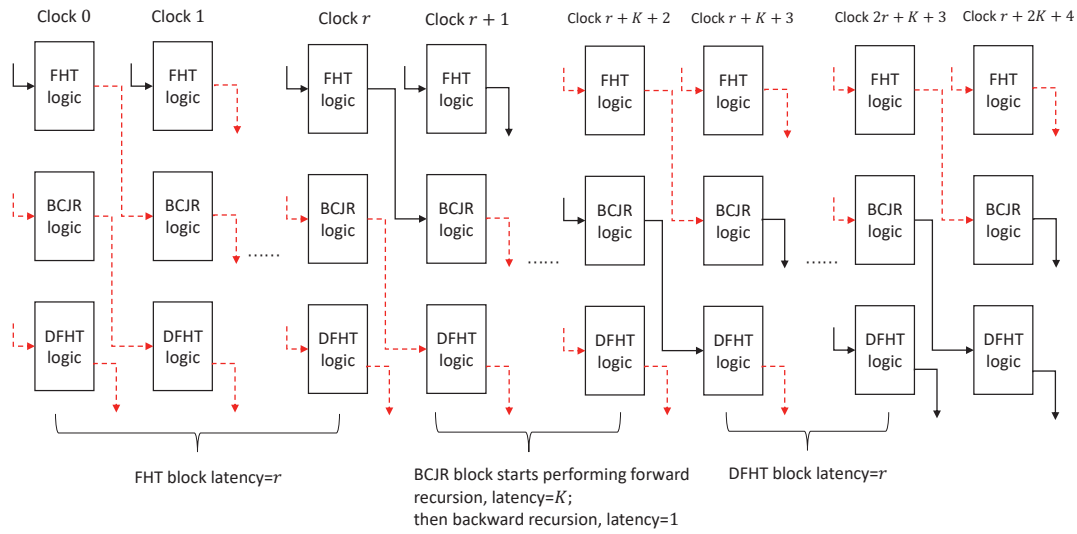 Clock 0
Clock 1
Clock r
Clock r + 1
Clock r + K + 2
Clock r + K + 3
Clock 2r + K + 3
Clock r + 2K + 4
FHT
logic
FHT
logic
FHT
logic
FHT
logic
FHT
logic
FHT
logic
FHT
logic
FHT
logic
BCJR
logic
BCJR
logic
......
BCJR
logic
BCJR
logic
......
BCJR
logic
BCJR
logic
......
BCJR
logic
BCJR
logic
DFHT
logic
DFHT
logic
DFHT
logic
DFHT
logic
DFHT
logic
DFHT
logic
DFHT
logic
DFHT
logic
FHT block latency=r
BCJR block starts performing forward
recursion, latency=K;
then backward recursion, latency=1
DFHT block latency=r